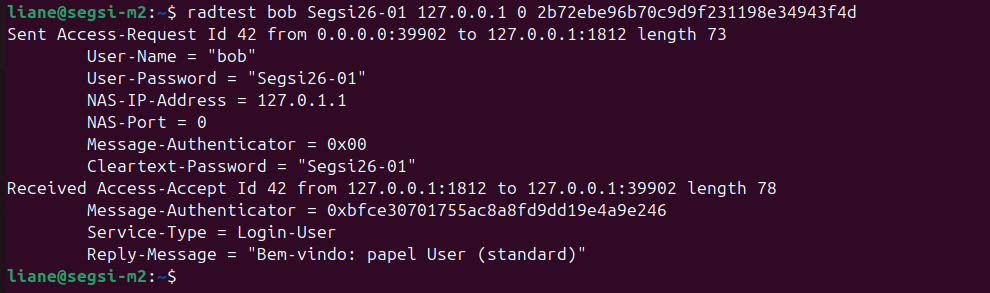 liane@segsi-m2:~$ radtest bob Segsi26-01 127.0.0.1 0 2b72ebe96b70c9d9f231198e34943f4d
Sent Access-Request Id 42 from 0.0.0.0:39902 to 127.0.0.1:1812 length 73
User-Name = "bob"
User-Password = "Segsi26-01"
NAS-IP-Address = 127.0.1.1
NAS-Port = 0
Message-Authenticator = 0x00
Cleartext-Password = "Segsi26-01"
Received Access-Accept Id 42 from 127.0.0.1:1812 to 127.0.0.1:39902 length 78
Message-Authenticator = 0xbfce30701755ac8a8fd9dd19e4a9e246
Service-Type = Login-User
Reply-Message = "Bem-vindo: papel User (standard)"
liane@segsi-m2:~$